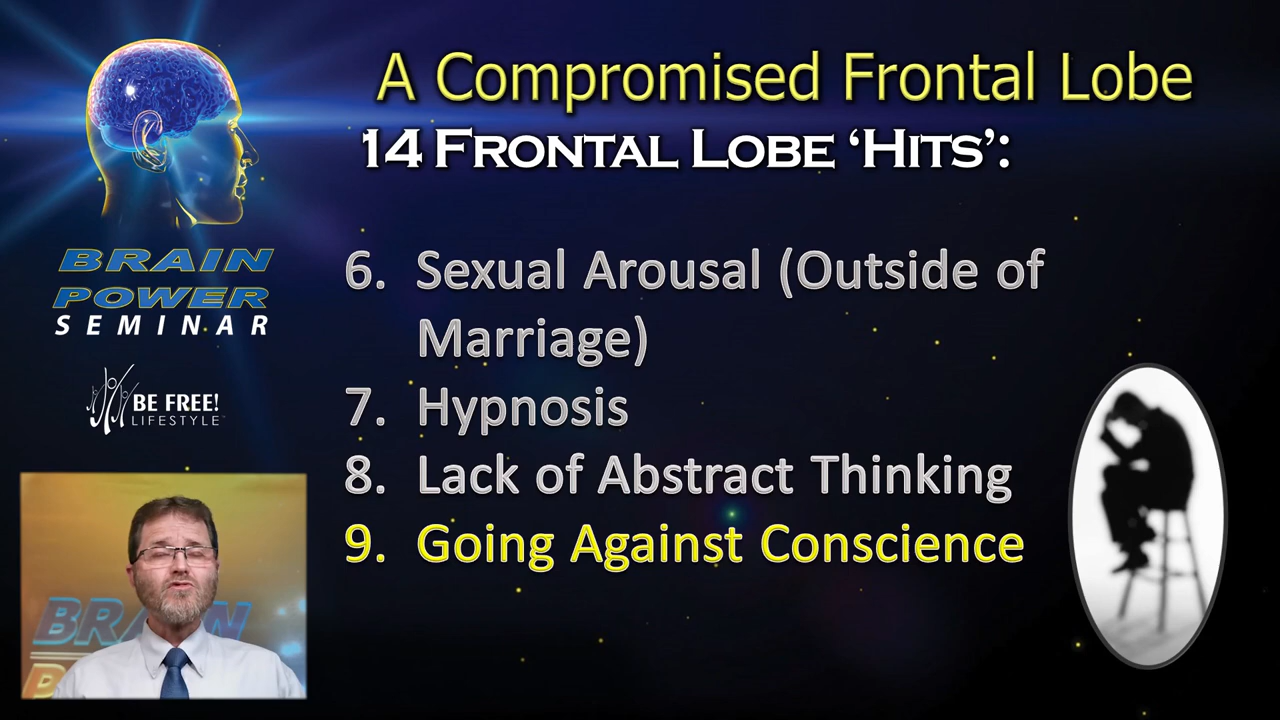 A Compromised Frontal Lobe
14 FRONTAL LOBE ‘HITS’:
BRAIN
POWER
SEMINAR
BE FREE!
LIFESTYLE™
6. Sexual Arousal (Outside of
Marriage)
7. Hypnosis
8. Lack of Abstract Thinking
9. Going Against Conscience